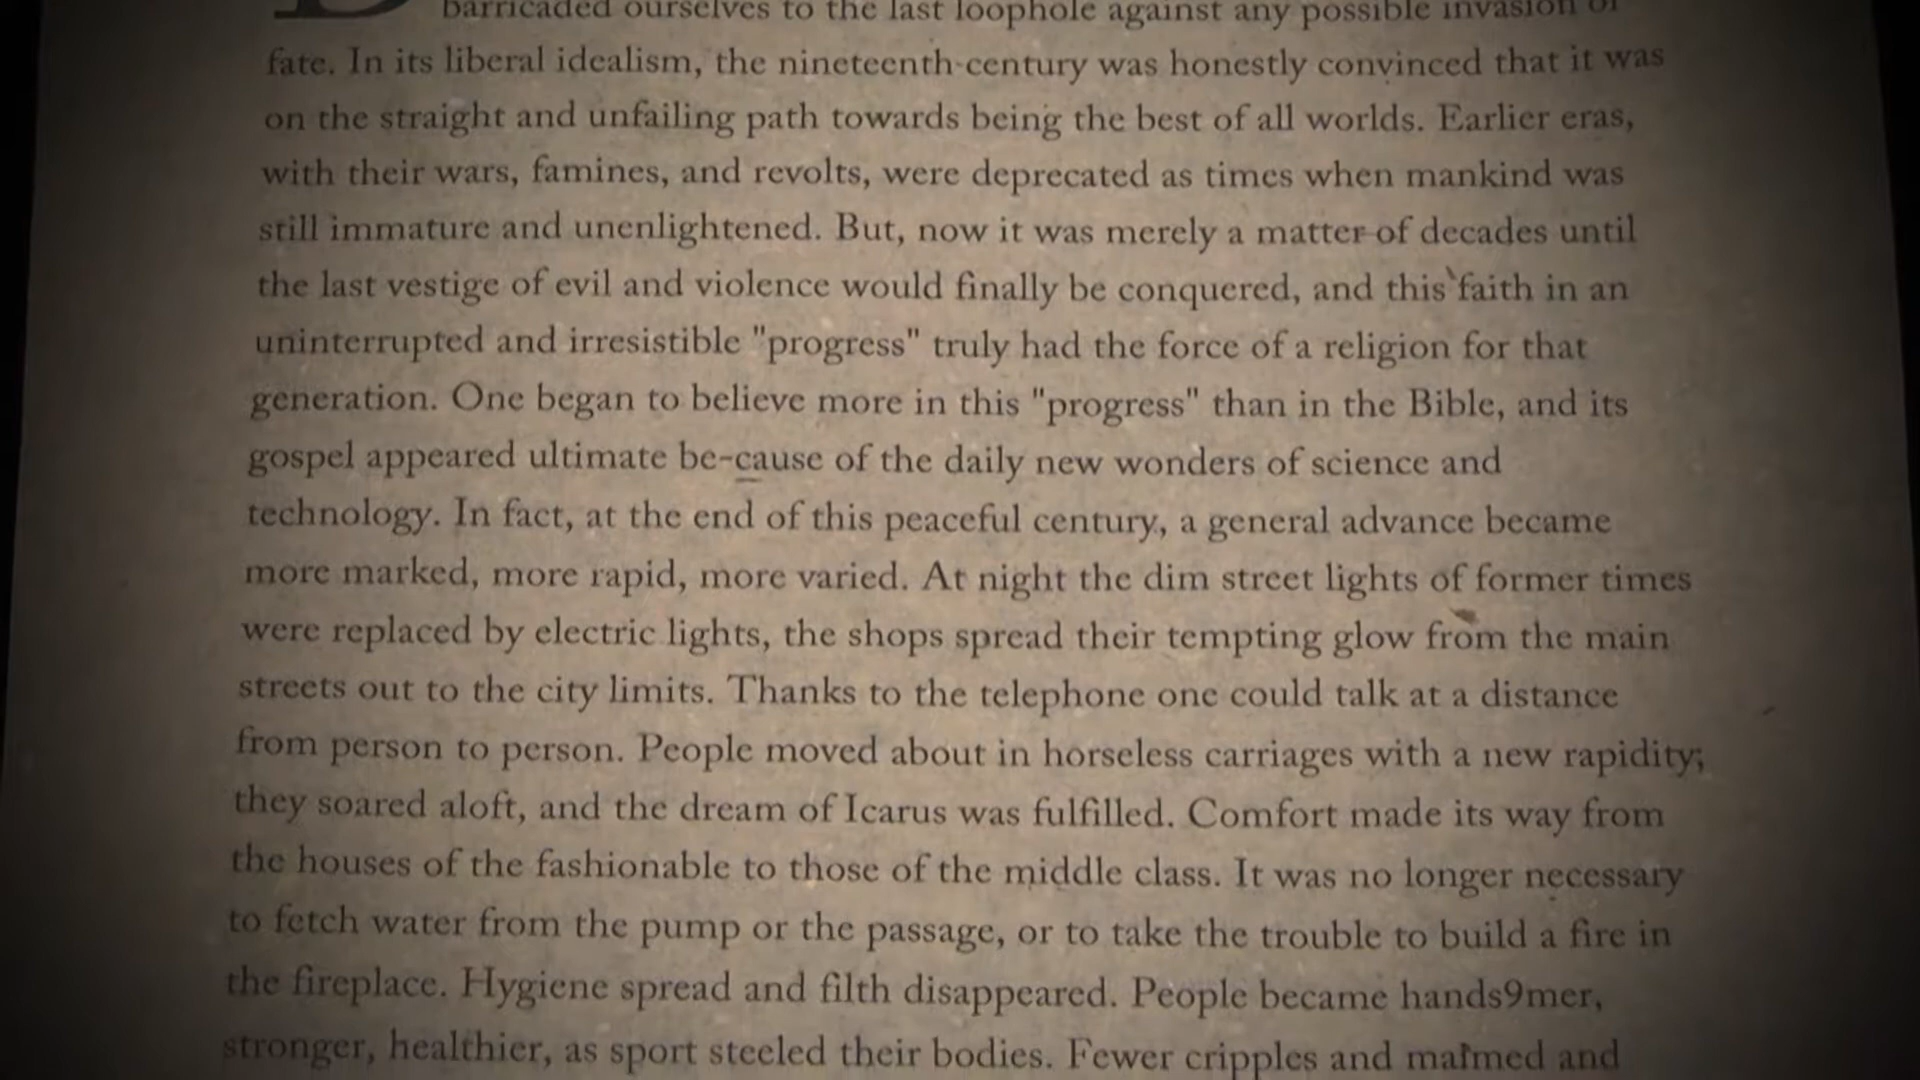 barricaded ourselves to the last loophole against any possible invasion of
fate. In its liberal idealism, the nineteenth century was honestly convinced that it was
on the straight and unfailing path towards being the best of all worlds. Earlier eras,
with their wars, famines, and revolts, were deprecated as times when mankind was
still immature and unenlightened. But, now it was merely a matter of decades until
the last vestige of evil and violence would finally be conquered, and this faith in an
uninterrupted and irresistible "progress" truly had the force of a religion for that
generation. One began to believe more in this "progress" than in the Bible, and its
gospel appeared ultimate be-cause of the daily new wonders of science and
technology. In fact, at the end of this peaceful century, a general advance became
more marked, more rapid, more varied. At night the dim street lights of former times
were replaced by electric lights, the shops spread their tempting glow from the main
streets out to the city limits. Thanks to the telephone one could talk at a distance
from person to person. People moved about in horseless carriages with a new rapidity;
they soared aloft, and the dream of Icarus was fulfilled. Comfort made its way from
the houses of the fashionable to those of the middle class. It was no longer necessary
to fetch water from the pump or the passage, or to take the trouble to build a fire in
the fireplace. Hygiene spread and filth disappeared. People became hands9mer,
stronger, healthier, as sport steeled their bodies. Fewer cripples and maimed and